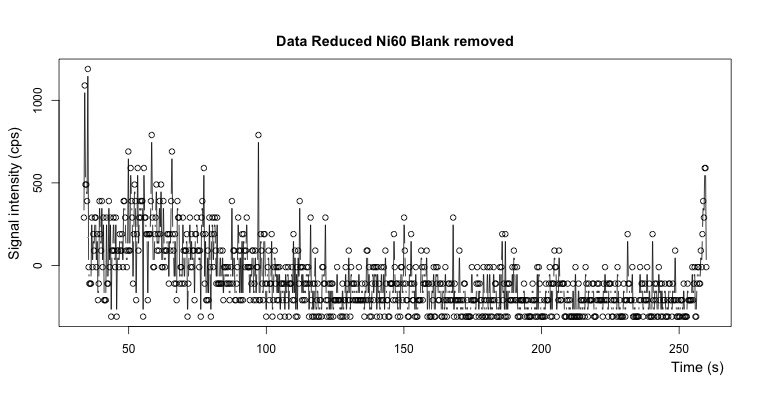 Data Reduced Ni60 Blank removed
Signal intensity (cps)
1000
500
0
50 100 150 200 250
Time (s)